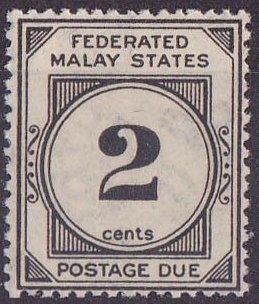 FEDERATED
MALAY STATES
2
cents
POSTAGE DUE